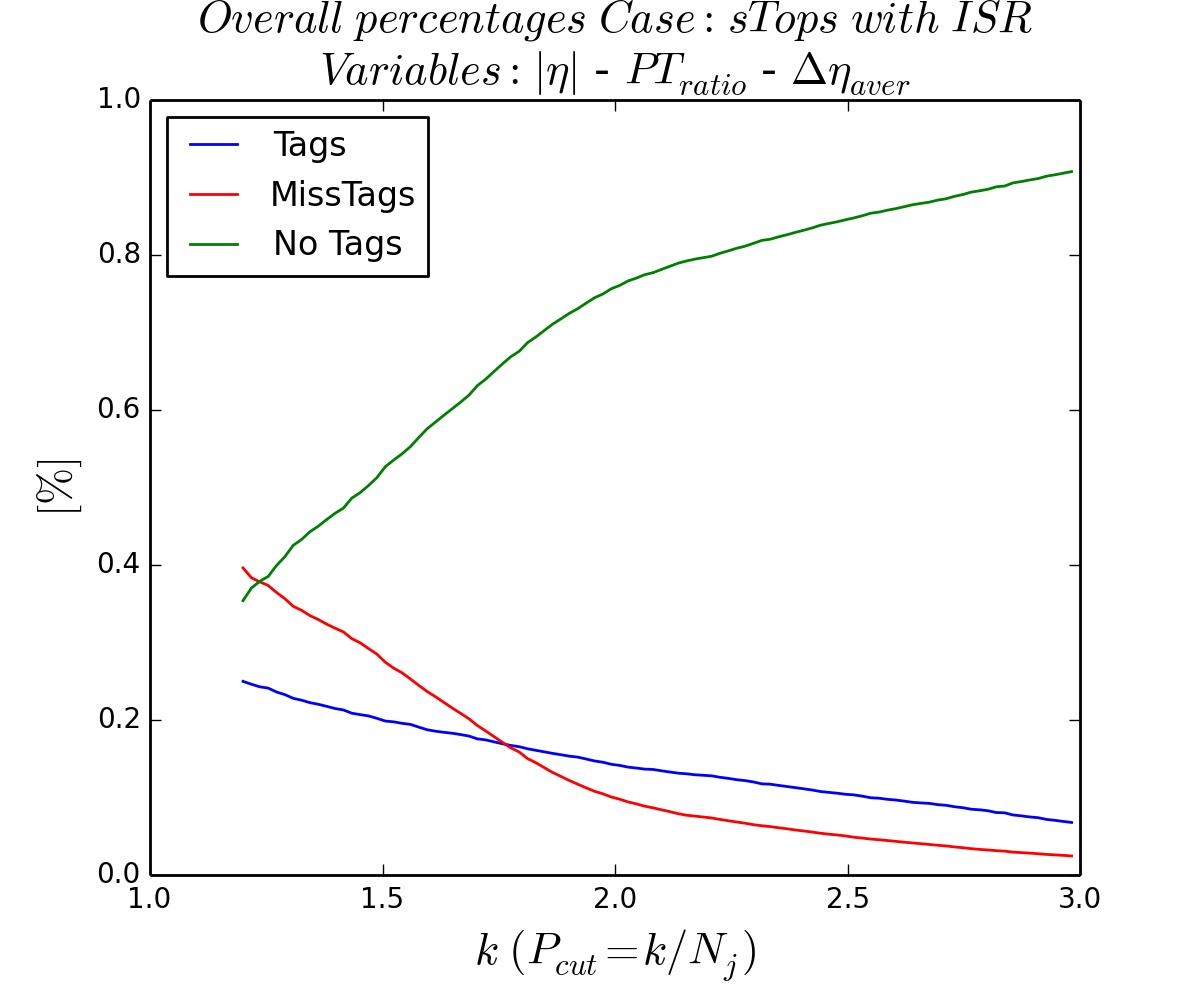 Overall percentages Case: sTops with ISR
Variables: |η| - PT_ratio - Δη_aver
1.0
Tags
MissTags
No Tags
0.8
0.6
[%]
0.4
0.2
0.0
1.0 1.5 2.0 2.5 3.0
k (P_cut = k/N_j)